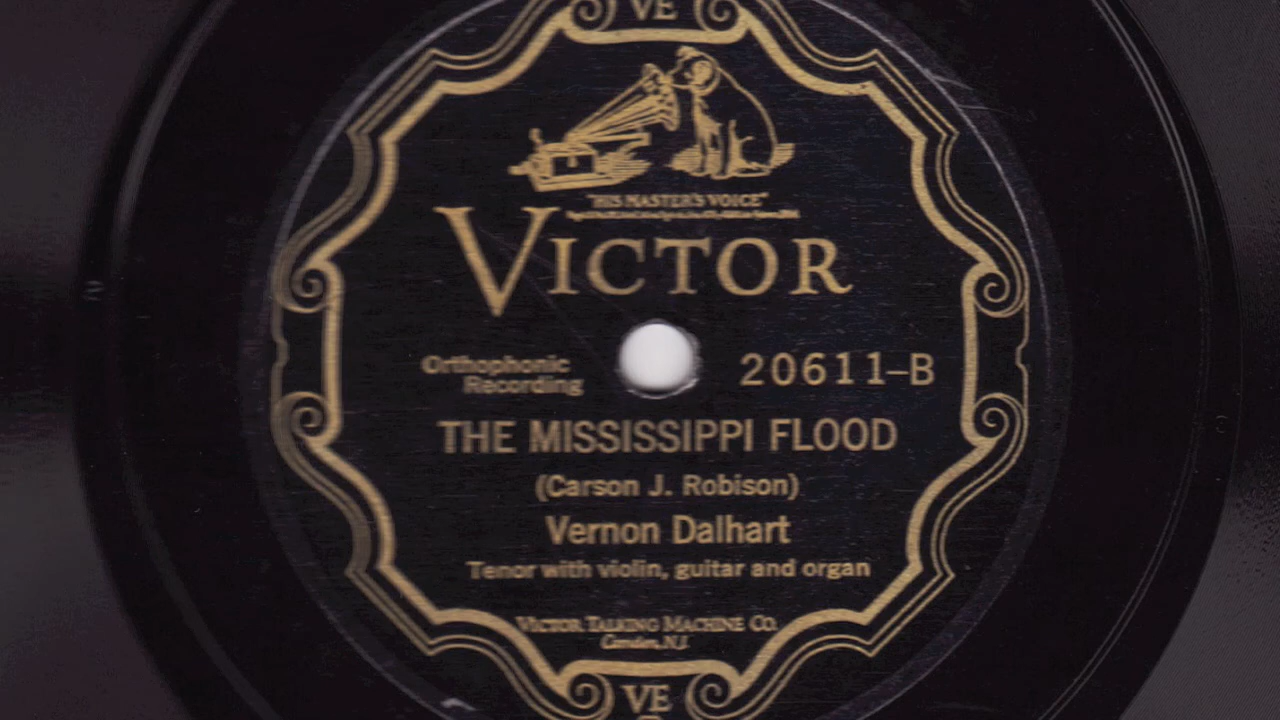 VE
"HIS MASTER'S VOICE"
VICTOR
Orthophonic
Recording
20611-B
THE MISSISSIPPI FLOOD
(Carson J. Robison)
Vernon Dalhart
Tenor with violin, guitar and organ
VICTOR TALKING MACHINE CO.
Camden, N.J.
VE